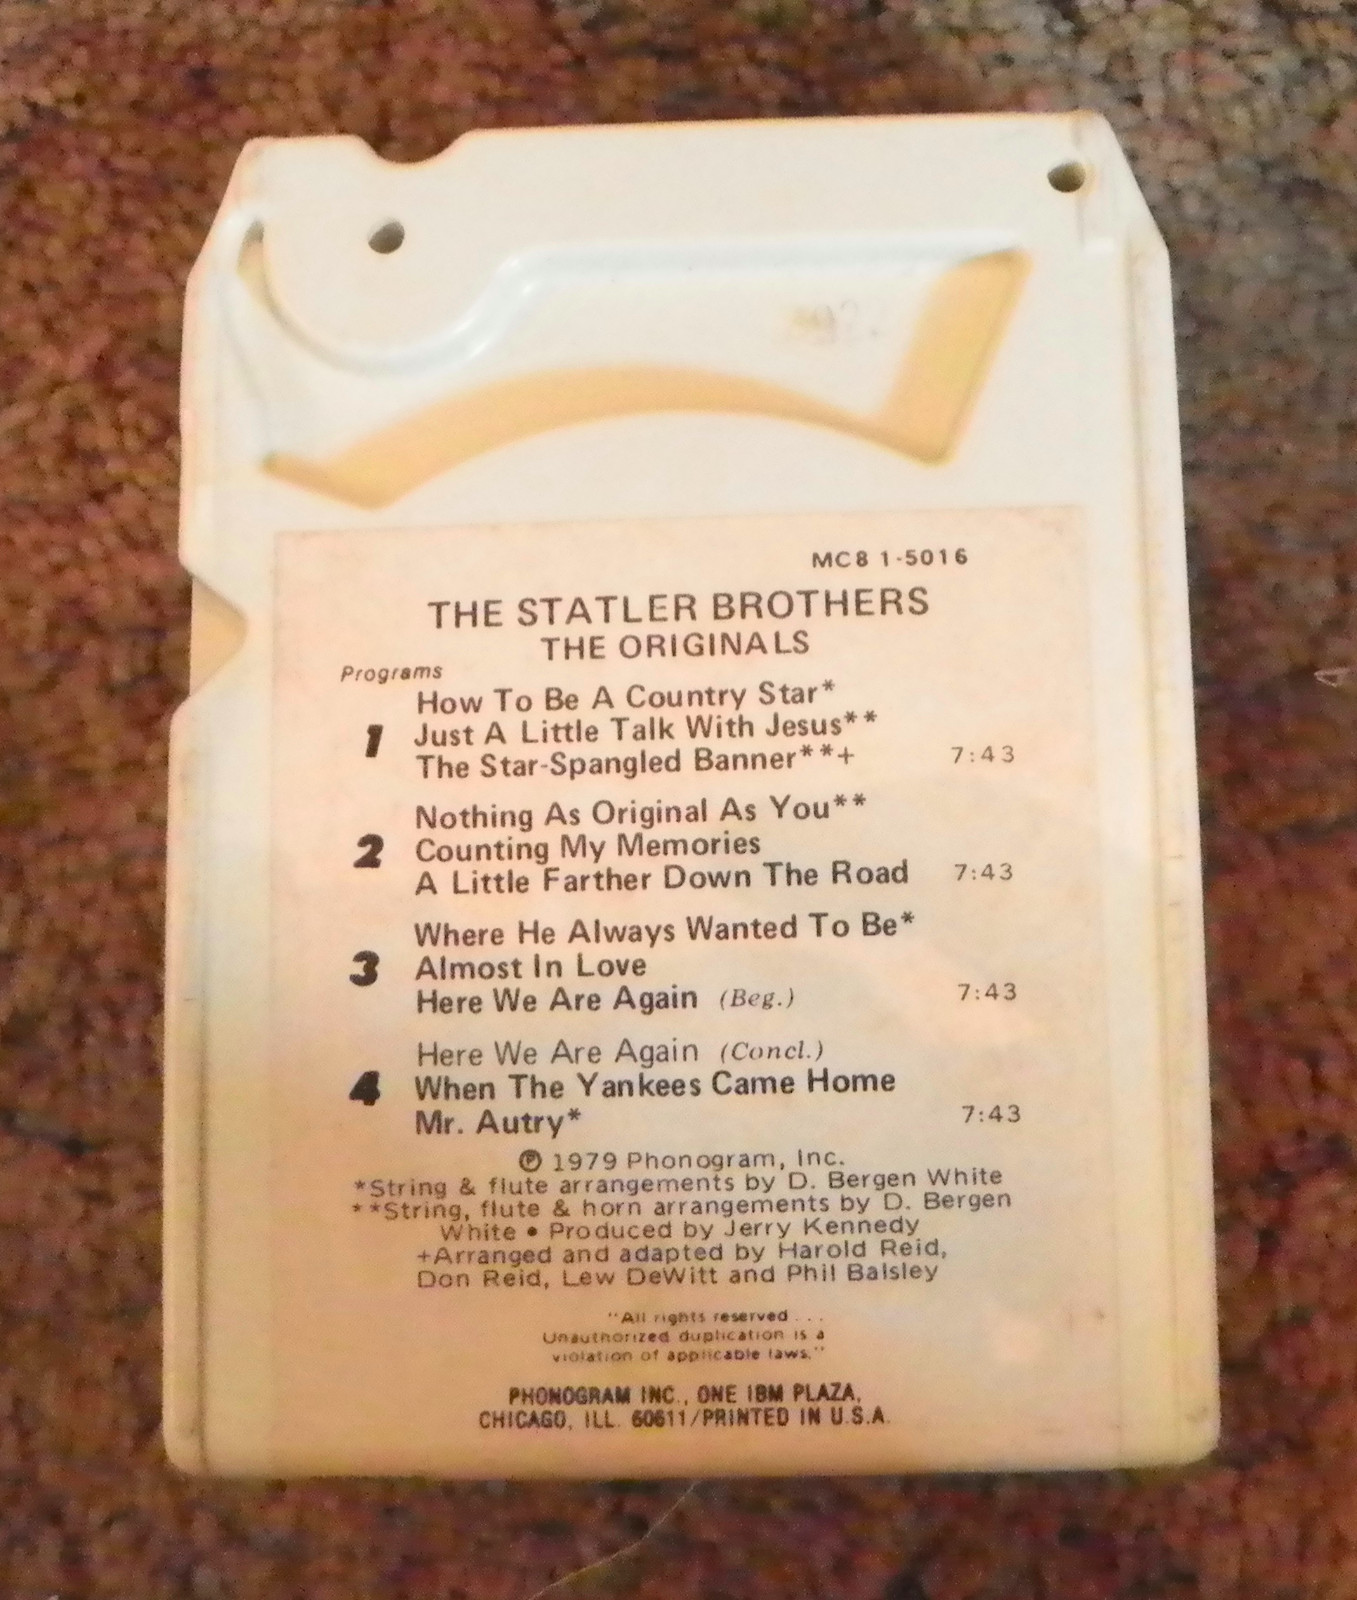 MC8 1-5016
THE STATLER BROTHERS
THE ORIGINALS
Programs
How To Be A Country Star*
1 Just A Little Talk With Jesus**
The Star-Spangled Banner**+ 7:43
Nothing As Original As You**
2 Counting My Memories
A Little Farther Down The Road 7:43
Where He Always Wanted To Be*
3 Almost In Love
Here We Are Again (Beg.) 7:43
Here We Are Again (Concl.)
4 When The Yankees Came Home
Mr. Autry* 7:43
℗ 1979 Phonogram, Inc.
*String & flute arrangements by D. Bergen White
**String, flute & horn arrangements by D. Bergen
White • Produced by Jerry Kennedy
+Arranged and adapted by Harold Reid,
Don Reid, Lew DeWitt and Phil Balsley
"All rights reserved . . .
Unauthorized duplication is a
violation of applicable laws."
PHONOGRAM INC., ONE IBM PLAZA,
CHICAGO, ILL. 60611/PRINTED IN U.S.A.